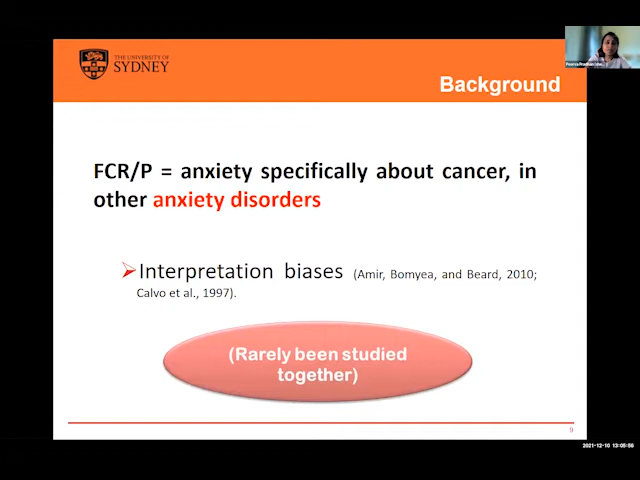 THE UNIVERSITY OF
SYDNEY
Background
FCR/P = anxiety specifically about cancer, in
other anxiety disorders
Interpretation biases (Amir, Bomyea, and Beard, 2010;
Calvo et al., 1997).
(Rarely been studied
together)
9
2021-12-10 13:05:56